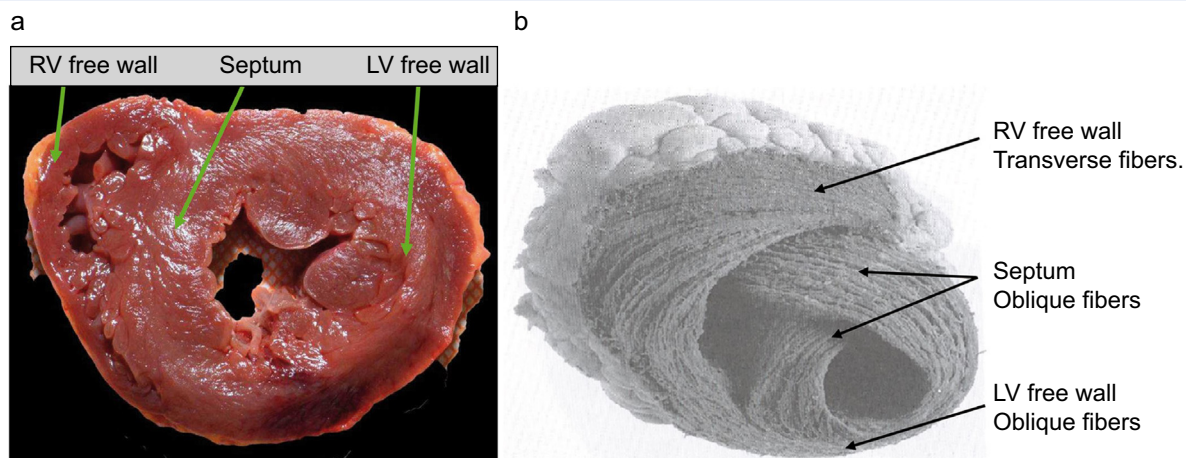 a
RV free wall Septum LV free wall
b
RV free wall
Transverse fibers.
Septum
Oblique fibers
LV free wall
Oblique fibers